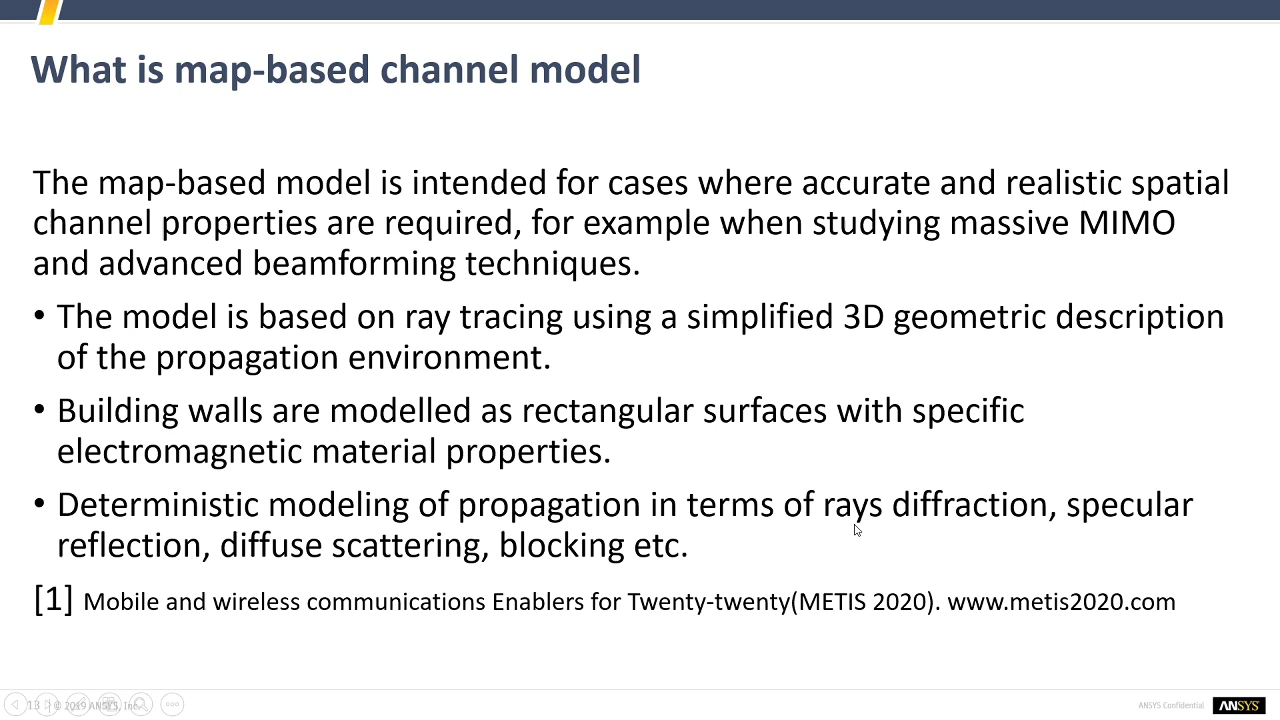 What is map-based channel model
The map-based model is intended for cases where accurate and realistic spatial
channel properties are required, for example when studying massive MIMO
and advanced beamforming techniques.
• The model is based on ray tracing using a simplified 3D geometric description
of the propagation environment.
• Building walls are modelled as rectangular surfaces with specific
electromagnetic material properties.
• Deterministic modeling of propagation in terms of rays diffraction, specular
reflection, diffuse scattering, blocking etc.
[1] Mobile and wireless communications Enablers for Twenty-twenty(METIS 2020). www.metis2020.com
13 © 2019 ANSYS, Inc.
ANSYS Confidential
ANSYS